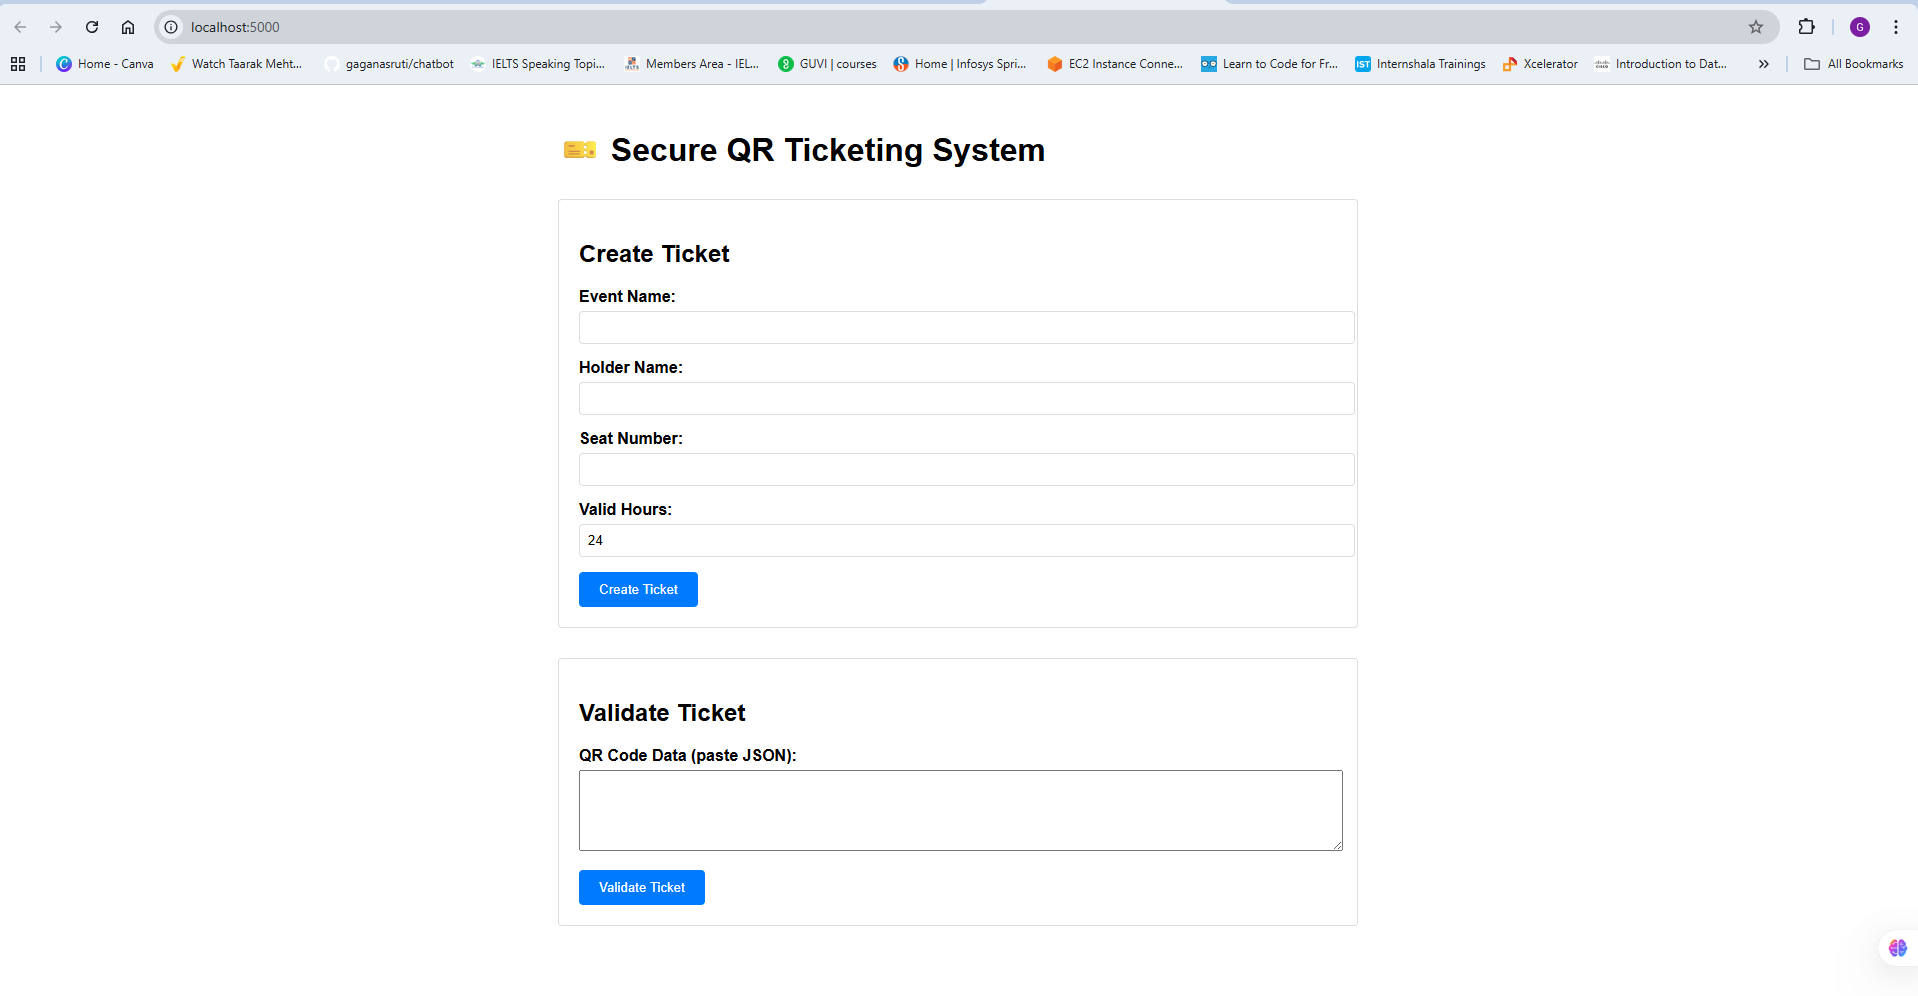 localhost:5000
G
Home - Canva Watch Taarak Meht... gaganasruti/chatbot IELTS Speaking Topi... Members Area - IEL... GUVI | courses Home | Infosys Spri... EC2 Instance Conne... Learn to Code for Fr... IST Internshala Trainings Xcelerator Introduction to Dat... » All Bookmarks
Secure QR Ticketing System
Create Ticket
Event Name:
Holder Name:
Seat Number:
Valid Hours:
24
Create Ticket
Validate Ticket
QR Code Data (paste JSON):
Validate Ticket